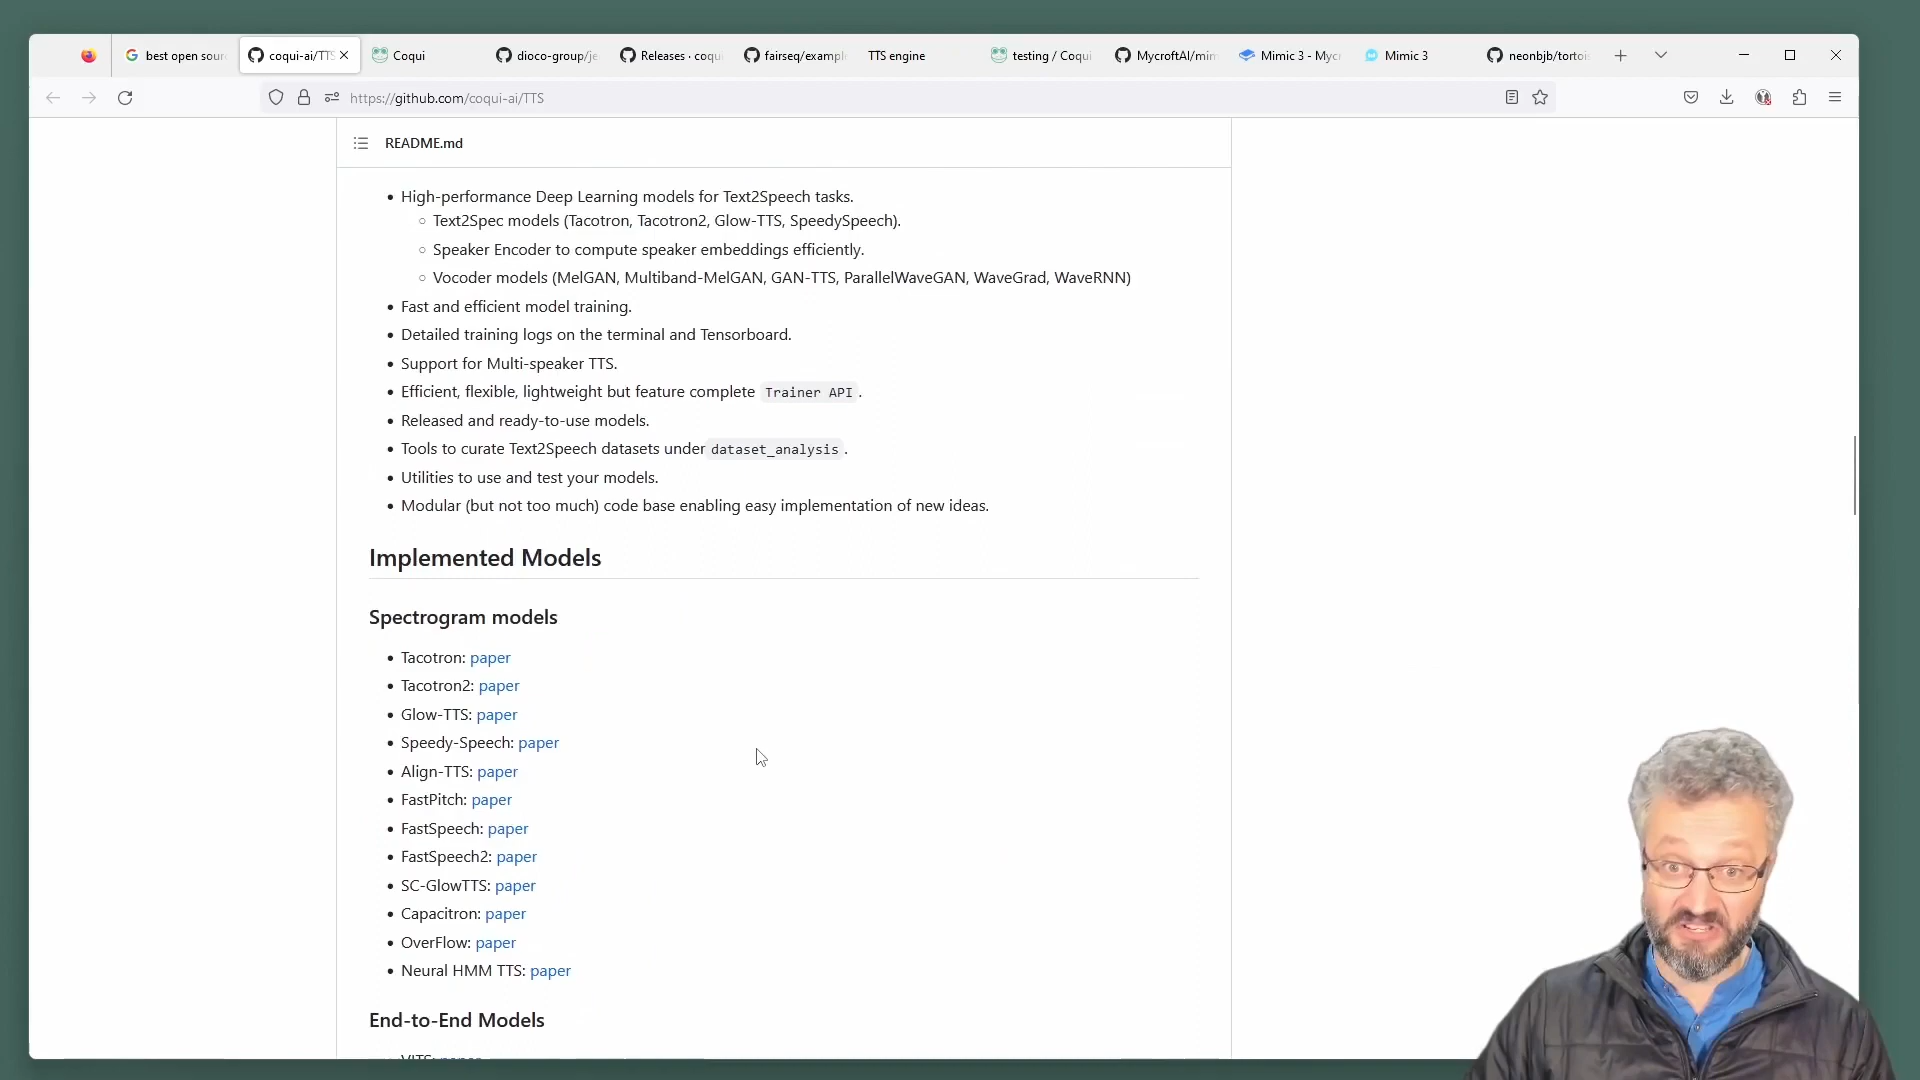 best open sour
coqui-ai/TTS
Coqui
dioco-group/je
Releases · coqu
fairseq/exampl
TTS engine
testing / Coqui
MycroftAI/mim
Mimic 3 - Mycr
Mimic 3
neonbjb/tortois
https://github.com/coqui-ai/TTS
README.md
High-performance Deep Learning models for Text2Speech tasks.
Text2Spec models (Tacotron, Tacotron2, Glow-TTS, SpeedySpeech).
Speaker Encoder to compute speaker embeddings efficiently.
Vocoder models (MelGAN, Multiband-MelGAN, GAN-TTS, ParallelWaveGAN, WaveGrad, WaveRNN)
Fast and efficient model training.
Detailed training logs on the terminal and Tensorboard.
Support for Multi-speaker TTS.
Efficient, flexible, lightweight but feature complete Trainer API.
Released and ready-to-use models.
Tools to curate Text2Speech datasets under dataset_analysis.
Utilities to use and test your models.
Modular (but not too much) code base enabling easy implementation of new ideas.
Implemented Models
Spectrogram models
Tacotron: paper
Tacotron2: paper
Glow-TTS: paper
Speedy-Speech: paper
Align-TTS: paper
FastPitch: paper
FastSpeech: paper
FastSpeech2: paper
SC-GlowTTS: paper
Capacitron: paper
OverFlow: paper
Neural HMM TTS: paper
End-to-End Models
VITS: paper